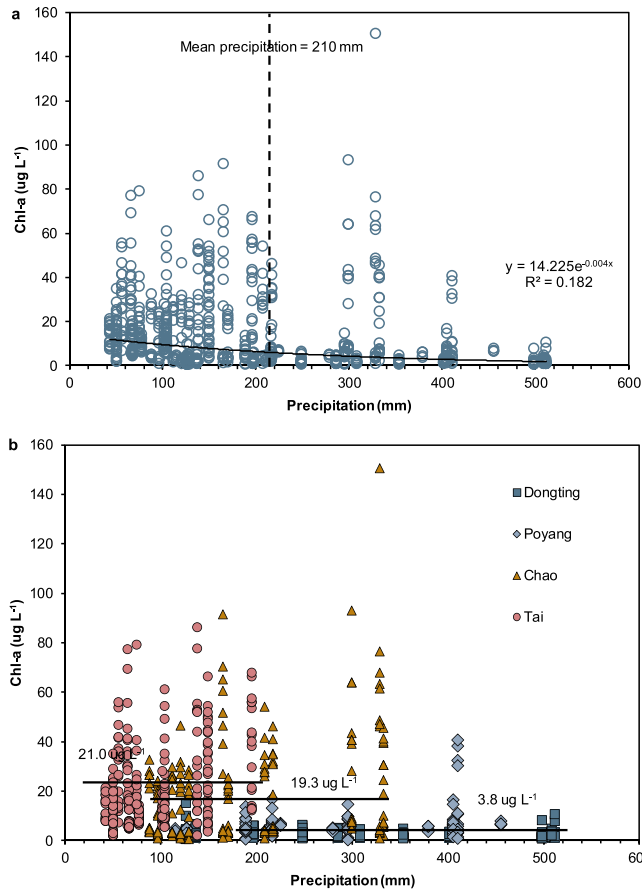 a
160
Mean precipitation = 210 mm
140
120
100
Chl-a (ug L-1)
80
60
y = 14.225e-0.004x
40
R² = 0.182
20
0
0 100 200 300 400 500 600
Precipitation (mm)
b
160
Dongting
140
Poyang
120
Chao
100
Tai
Chl-a (ug L-1)
80
60
40
21.0 ug L-1
19.3 ug L-1
3.8 ug L-1
20
0
0 100 200 300 400 500 60
Precipitation (mm)